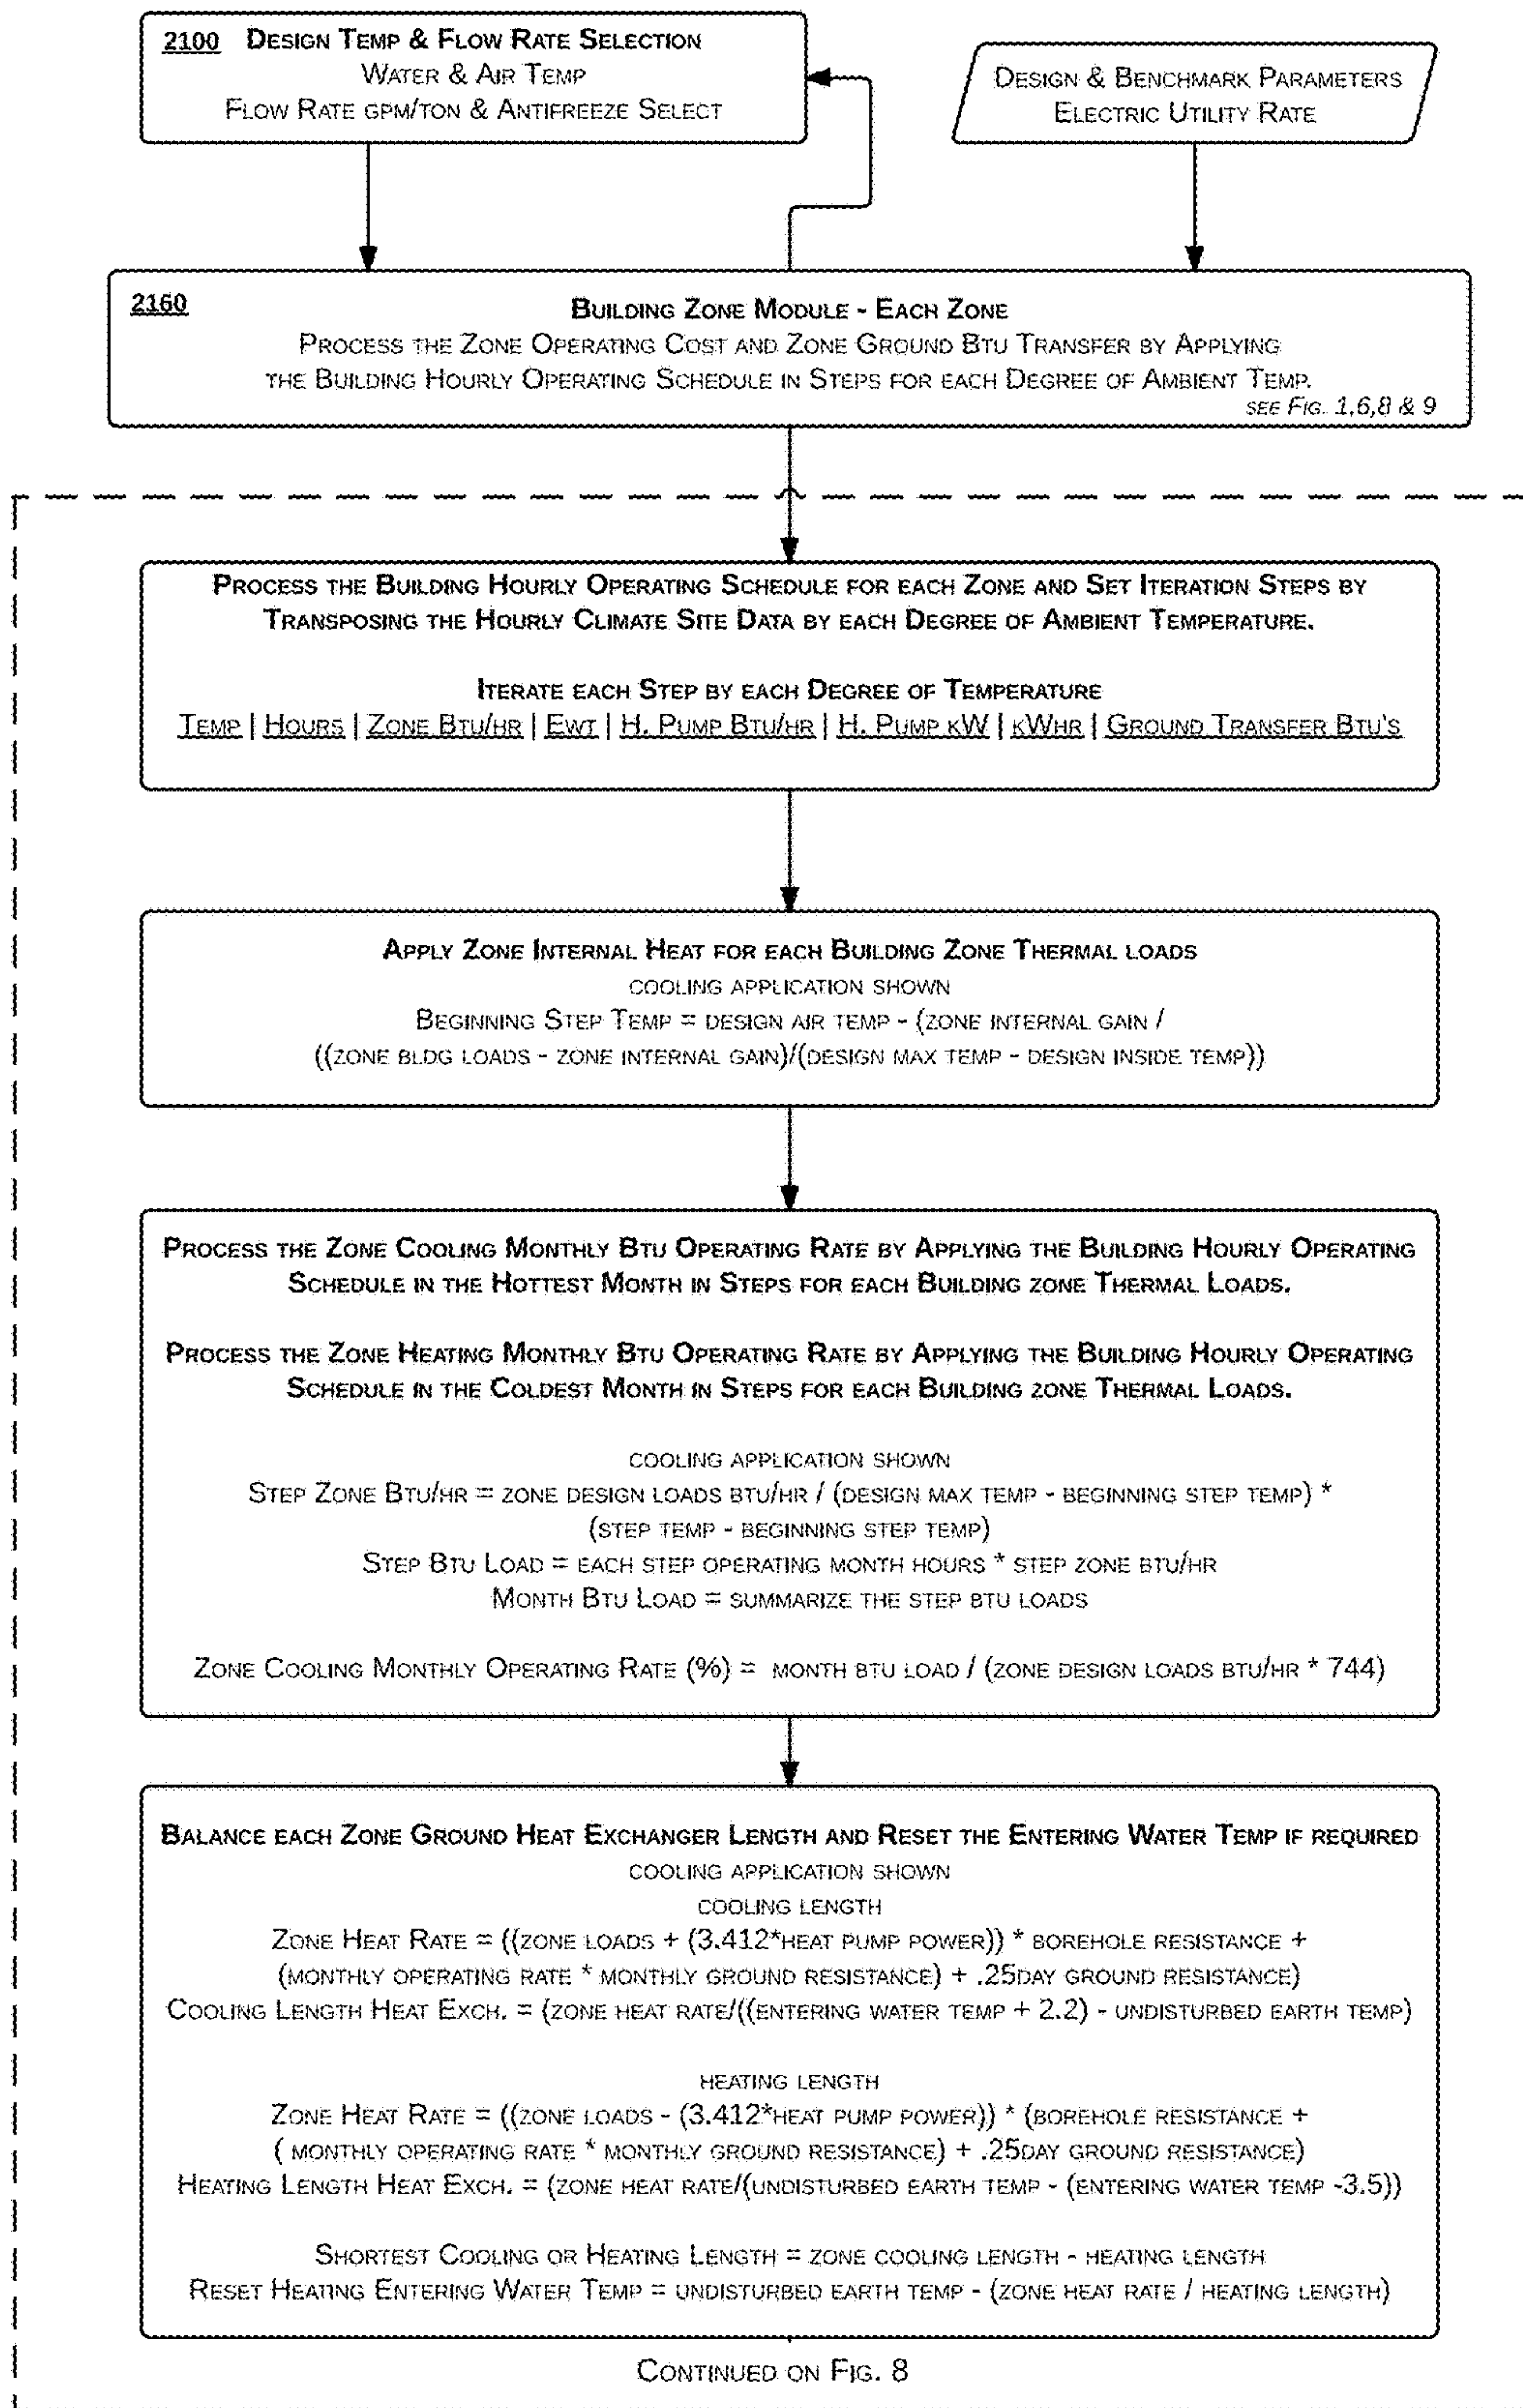 2100 Design Temp & Flow Rate Selection
Water & Air Temp
Flow Rate gpm/ton & Antifreeze Select
Design & Benchmark Parameters
Electric Utility Rate
2160
Building Zone Module - Each Zone
Process the Zone Operating Cost and Zone Ground Btu Transfer by Applying
the Building Hourly Operating Schedule in Steps for each Degree of Ambient Temp.
see Fig. 1,6,8 & 9
Process the Building Hourly Operating Schedule for each Zone and Set Iteration Steps by
Transposing the Hourly Climate Site Data by each Degree of Ambient Temperature.
Iterate each Step by each Degree of Temperature
Temp | Hours | Zone Btu/hr | Ewt | H. Pump Btu/hr | H. Pump kW | kWhr | Ground Transfer Btu's
Apply Zone Internal Heat for each Building Zone Thermal loads
cooling application shown
Beginning Step Temp = design air temp - (zone internal gain /
((zone bldg loads - zone internal gain)/(design max temp - design inside temp))
Process the Zone Cooling Monthly Btu Operating Rate by Applying the Building Hourly Operating
Schedule in the Hottest Month in Steps for each Building zone Thermal Loads.
Process the Zone Heating Monthly Btu Operating Rate by Applying the Building Hourly Operating
Schedule in the Coldest Month in Steps for each Building zone Thermal Loads.
cooling application shown
Step Zone Btu/hr = zone design loads btu/hr / (design max temp - beginning step temp) *
(step temp - beginning step temp)
Step Btu Load = each step operating month hours * step zone btu/hr
Month Btu Load = summarize the step btu loads
Zone Cooling Monthly Operating Rate (%) = month btu load / (zone design loads btu/hr * 744)
Balance each Zone Ground Heat Exchanger Length and Reset the Entering Water Temp if required
cooling application shown
cooling length
Zone Heat Rate = ((zone loads + (3.412*heat pump power)) * borehole resistance +
(monthly operating rate * monthly ground resistance) + .25day ground resistance)
Cooling Length Heat Exch. = (zone heat rate/((entering water temp + 2.2) - undisturbed earth temp)
heating length
Zone Heat Rate = ((zone loads - (3.412*heat pump power)) * (borehole resistance +
( monthly operating rate * monthly ground resistance) + .25day ground resistance)
Heating Length Heat Exch. = (zone heat rate/(undisturbed earth temp - (entering water temp -3.5))
Shortest Cooling or Heating Length = zone cooling length - heating length
Reset Heating Entering Water Temp = undisturbed earth temp - (zone heat rate / heating length)
Continued on Fig. 8